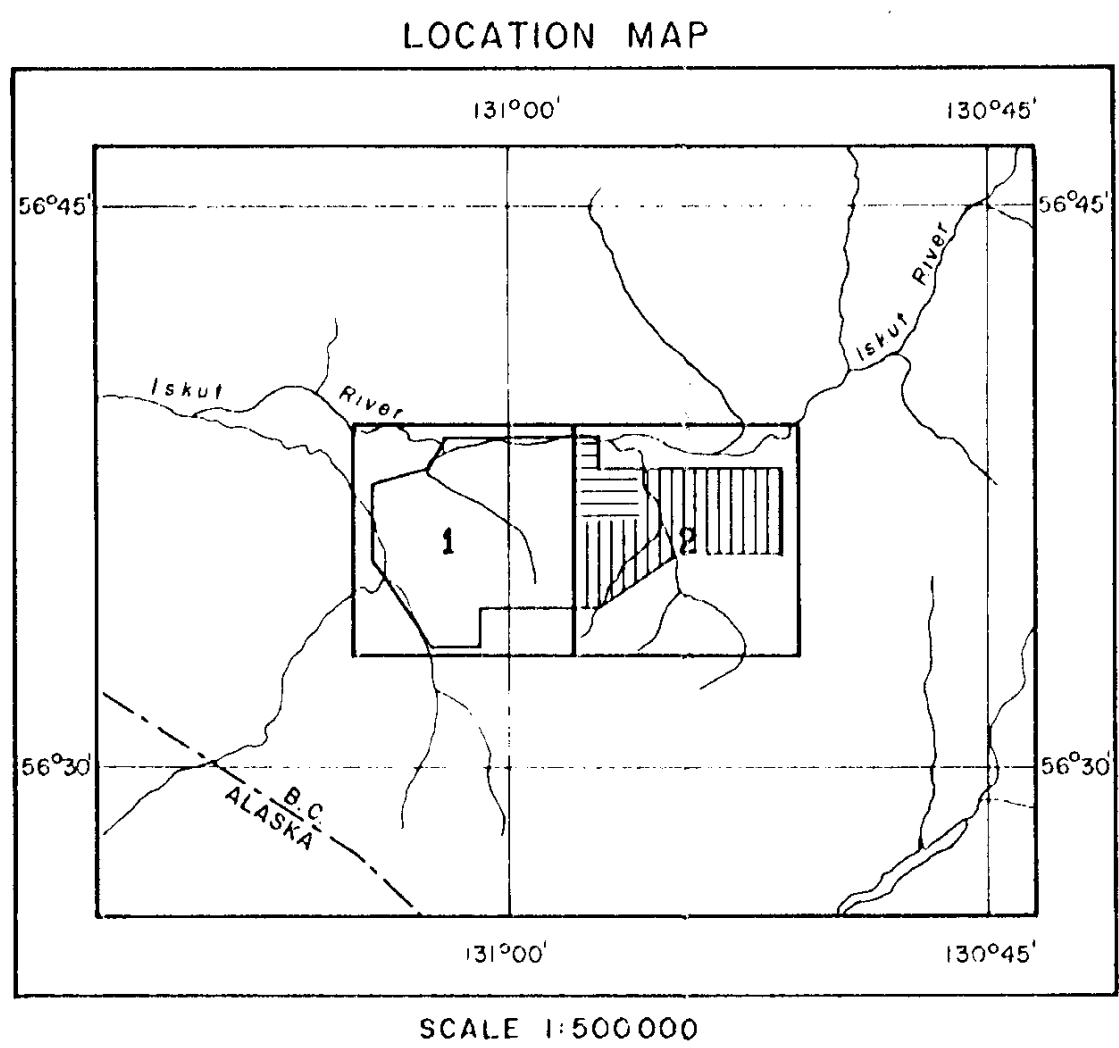 LOCATION MAP
131°00' 130°45'
56°45' 56°45'
Iskut River
Iskut River
1 2
56°30' 56°30'
B.C.
ALASKA
131°00' 130°45'
SCALE 1:500000